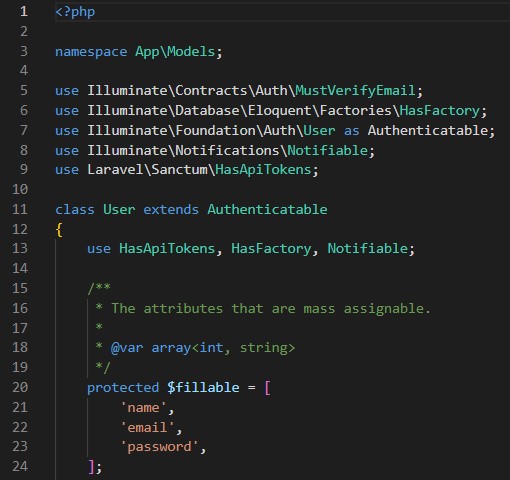 1 <?php
2
3 namespace App\Models;
4
5 use Illuminate\Contracts\Auth\MustVerifyEmail;
6 use Illuminate\Database\Eloquent\Factories\HasFactory;
7 use Illuminate\Foundation\Auth\User as Authenticatable;
8 use Illuminate\Notifications\Notifiable;
9 use Laravel\Sanctum\HasApiTokens;
10
11 class User extends Authenticatable
12 {
13     use HasApiTokens, HasFactory, Notifiable;
14
15     /**
16      * The attributes that are mass assignable.
17      *
18      * @var array<int, string>
19      */
20     protected $fillable = [
21         'name',
22         'email',
23         'password',
24     ];